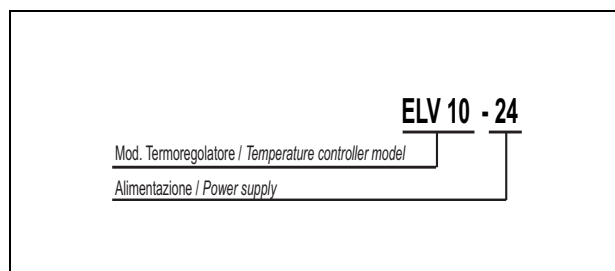 ELV 10 - 24
Mod. Termoregolatore / Temperature controller model
Alimentazione / Power supply